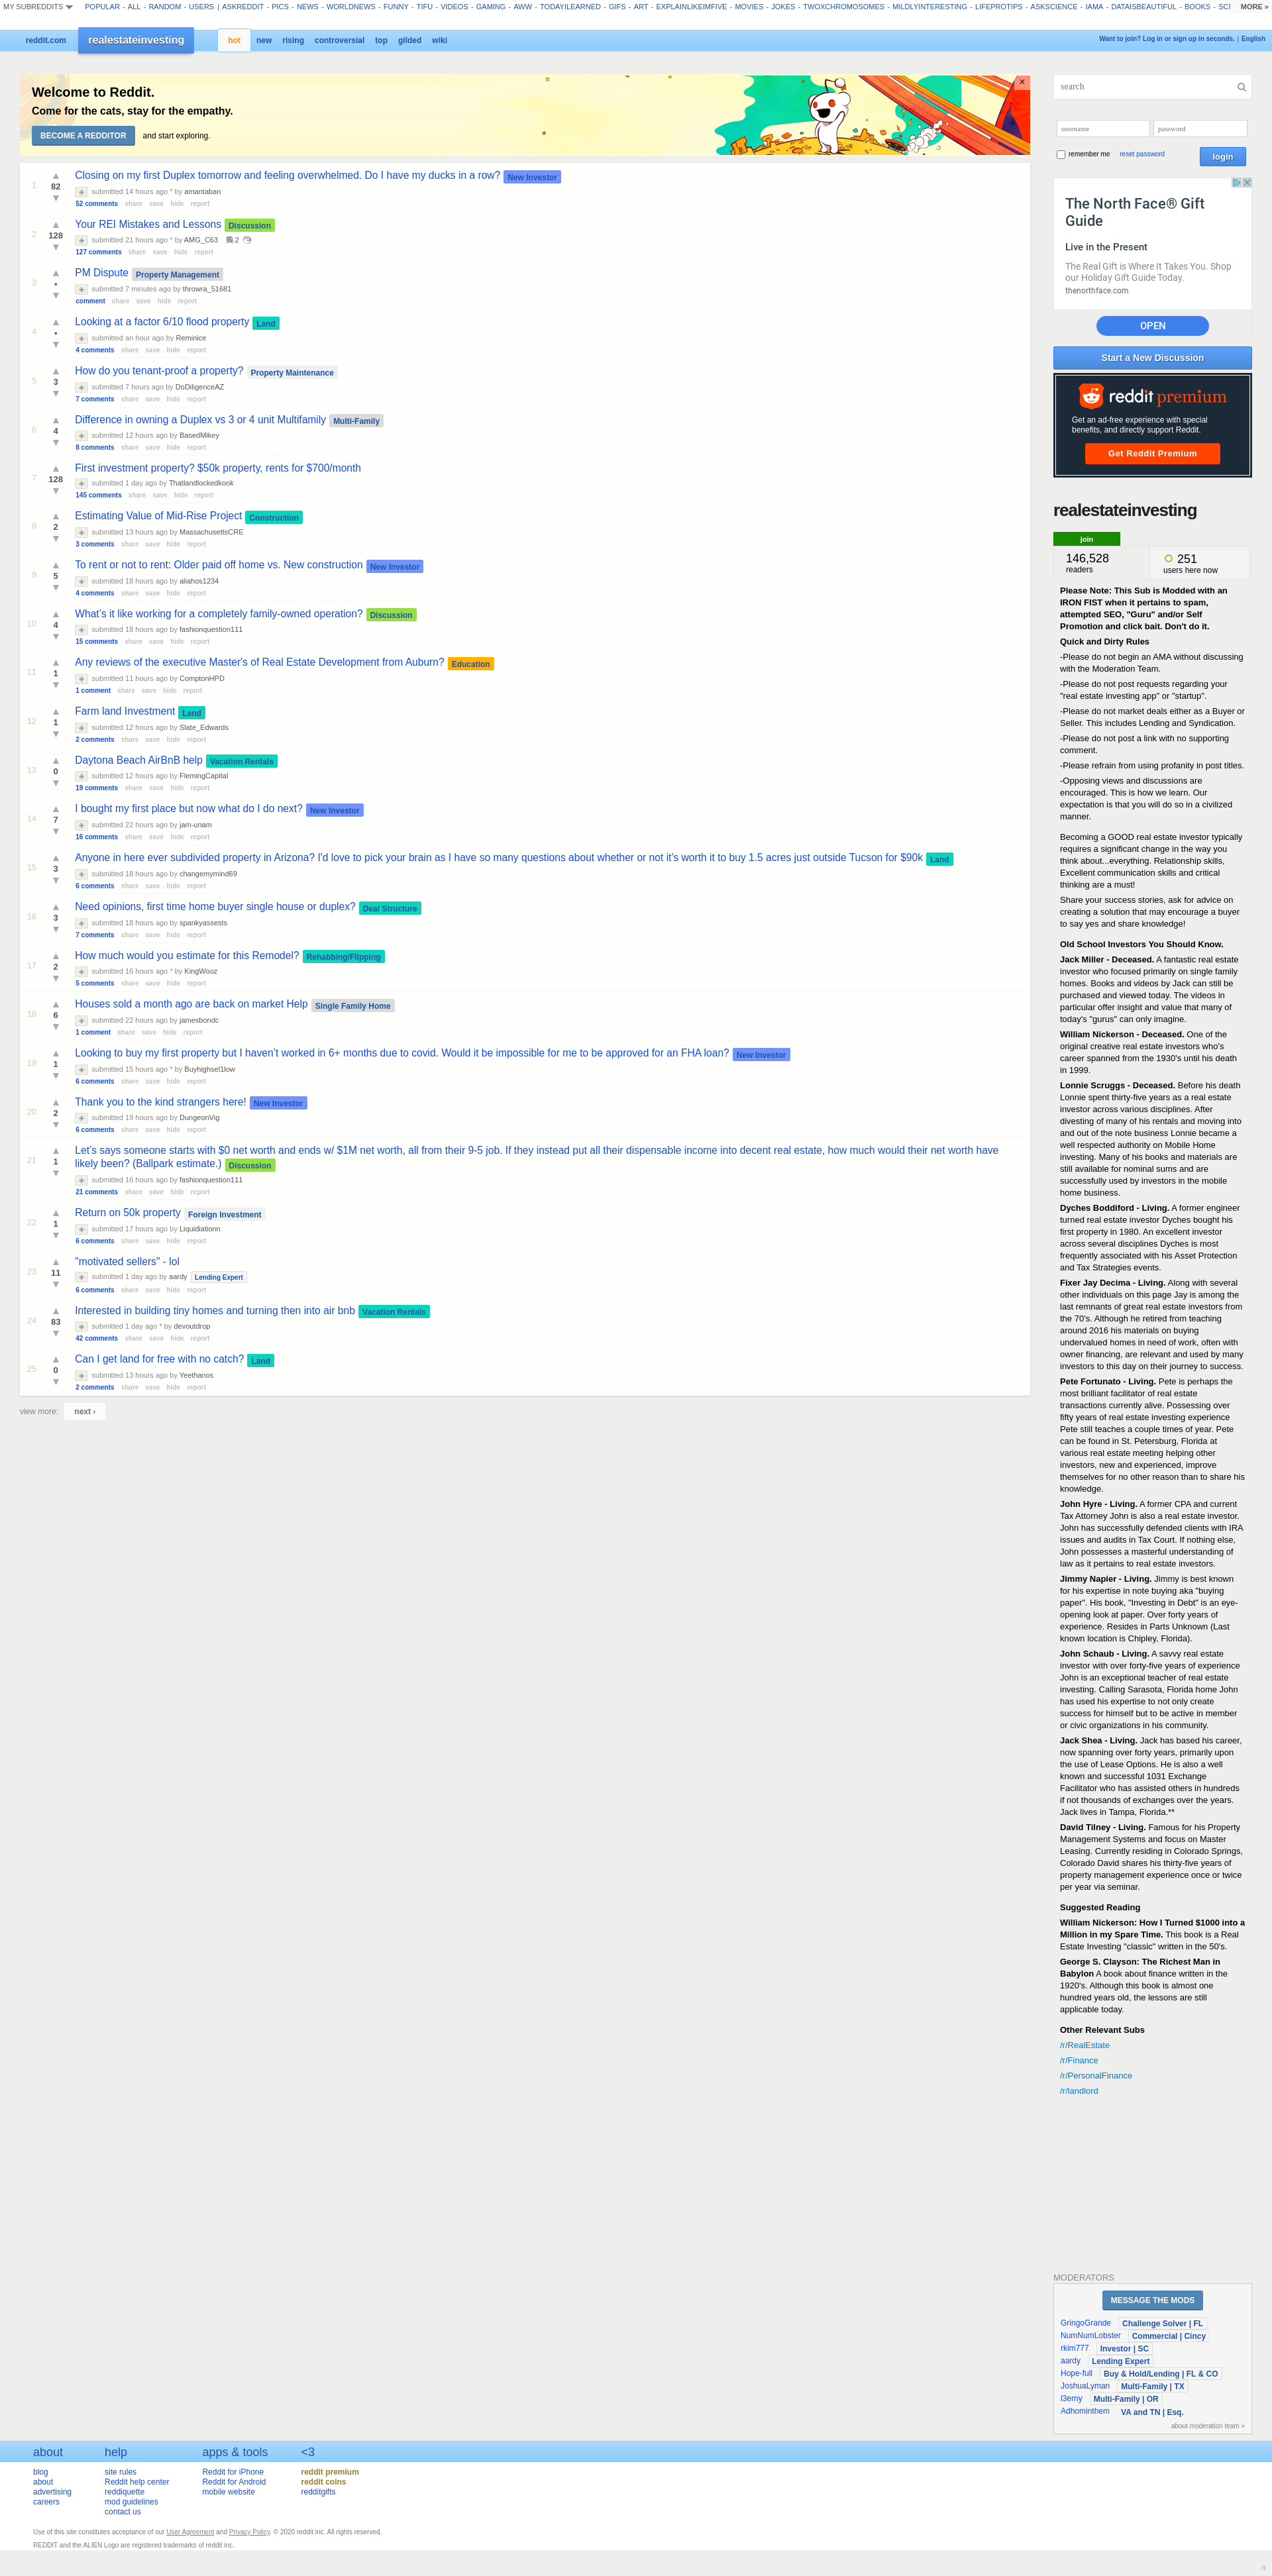 MY SUBREDDITS POPULAR - ALL - RANDOM - USERS | ASKREDDIT - PICS - NEWS - WORLDNEWS - FUNNY - TIFU - VIDEOS - GAMING - AWW - TODAYILEARNED - GIFS - ART - EXPLAINLIKEIMFIVE - MOVIES - JOKES - TWOXCHROMOSOMES - MILDLYINTERESTING - LIFEPROTIPS - ASKSCIENCE - IAMA - DATAISBEAUTIFUL - BOOKS - SCI MORE »
reddit.com realestateinvesting hot new rising controversial top gilded wiki
Want to join? Log in or sign up in seconds. | English
Welcome to Reddit.
Come for the cats, stay for the empathy.
BECOME A REDDITOR and start exploring.
1 82 Closing on my first Duplex tomorrow and feeling overwhelmed. Do I have my ducks in a row? New Investor
submitted 14 hours ago * by amantaban
52 comments share save hide report
2 128 Your REI Mistakes and Lessons Discussion
submitted 21 hours ago by AMG_C63 2
127 comments share save hide report
3 • PM Dispute Property Management
submitted 7 minutes ago by throwra_51681
comment share save hide report
4 • Looking at a factor 6/10 flood property Land
submitted an hour ago by Reminice
4 comments share save hide report
5 3 How do you tenant-proof a property? Property Maintenance
submitted 7 hours ago by DoDiligenceAZ
7 comments share save hide report
6 4 Difference in owning a Duplex vs 3 or 4 unit Multifamily Multi-Family
submitted 12 hours ago by BasedMikey
8 comments share save hide report
7 128 First investment property? $50k property, rents for $700/month
submitted 1 day ago by Thatlandlockedkook
145 comments share save hide report
8 2 Estimating Value of Mid-Rise Project Construction
submitted 13 hours ago by MassachusettsCRE
3 comments share save hide report
9 5 To rent or not to rent: Older paid off home vs. New construction New Investor
submitted 18 hours ago by aliahos1234
4 comments share save hide report
10 4 What's it like working for a completely family-owned operation? Discussion
submitted 18 hours ago by fashionquestion111
15 comments share save hide report
11 1 Any reviews of the executive Master's of Real Estate Development from Auburn? Education
submitted 11 hours ago by ComptonHPD
1 comment share save hide report
12 1 Farm land Investment Land
submitted 12 hours ago by Slate_Edwards
2 comments share save hide report
13 0 Daytona Beach AirBnB help Vacation Rentals
submitted 12 hours ago by FlemingCapital
19 comments share save hide report
14 7 I bought my first place but now what do I do next? New Investor
submitted 22 hours ago by jam-unam
16 comments share save hide report
15 3 Anyone in here ever subdivided property in Arizona? I'd love to pick your brain as I have so many questions about whether or not it's worth it to buy 1.5 acres just outside Tucson for $90k Land
submitted 18 hours ago by changemymind69
6 comments share save hide report
16 3 Need opinions, first time home buyer single house or duplex? Deal Structure
submitted 18 hours ago by spankyassests
7 comments share save hide report
17 2 How much would you estimate for this Remodel? Rehabbing/Flipping
submitted 16 hours ago * by KingWooz
5 comments share save hide report
18 6 Houses sold a month ago are back on market Help Single Family Home
submitted 22 hours ago by jamesbondc
1 comment share save hide report
19 1 Looking to buy my first property but I haven't worked in 6+ months due to covid. Would it be impossible for me to be approved for an FHA loan? New Investor
submitted 15 hours ago * by Buyhighsel1low
6 comments share save hide report
20 2 Thank you to the kind strangers here! New Investor
submitted 19 hours ago by DungeonVig
6 comments share save hide report
21 1 Let's says someone starts with $0 net worth and ends w/ $1M net worth, all from their 9-5 job. If they instead put all their dispensable income into decent real estate, how much would their net worth have
likely been? (Ballpark estimate.) Discussion
submitted 16 hours ago by fashionquestion111
21 comments share save hide report
22 1 Return on 50k property Foreign Investment
submitted 17 hours ago by Liquidiationn
6 comments share save hide report
23 11 "motivated sellers" - lol
submitted 1 day ago by aardy Lending Expert
6 comments share save hide report
24 83 Interested in building tiny homes and turning then into air bnb Vacation Rentals
submitted 1 day ago * by devoutdrop
42 comments share save hide report
25 0 Can I get land for free with no catch? Land
submitted 13 hours ago by Yeethanos
2 comments share save hide report
view more: next ›
search
username password
remember me reset password login
The North Face® Gift
Guide
Live in the Present
The Real Gift is Where It Takes You. Shop
our Holiday Gift Guide Today.
thenorthface.com
OPEN
Start a New Discussion
reddit premium
Get an ad-free experience with special
benefits, and directly support Reddit.
Get Reddit Premium
realestateinvesting
join
146,528 251
readers users here now
Please Note: This Sub is Modded with an
IRON FIST when it pertains to spam,
attempted SEO, "Guru" and/or Self
Promotion and click bait. Don't do it.
Quick and Dirty Rules
-Please do not begin an AMA without discussing
with the Moderation Team.
-Please do not post requests regarding your
"real estate investing app" or "startup".
-Please do not market deals either as a Buyer or
Seller. This includes Lending and Syndication.
-Please do not post a link with no supporting
comment.
-Please refrain from using profanity in post titles.
-Opposing views and discussions are
encouraged. This is how we learn. Our
expectation is that you will do so in a civilized
manner.
Becoming a GOOD real estate investor typically
requires a significant change in the way you
think about...everything. Relationship skills,
Excellent communication skills and critical
thinking are a must!
Share your success stories, ask for advice on
creating a solution that may encourage a buyer
to say yes and share knowledge!
Old School Investors You Should Know.
Jack Miller - Deceased. A fantastic real estate
investor who focused primarily on single family
homes. Books and videos by Jack can still be
purchased and viewed today. The videos in
particular offer insight and value that many of
today's "gurus" can only imagine.
William Nickerson - Deceased. One of the
original creative real estate investors who's
career spanned from the 1930's until his death
in 1999.
Lonnie Scruggs - Deceased. Before his death
Lonnie spent thirty-five years as a real estate
investor across various disciplines. After
divesting of many of his rentals and moving into
and out of the note business Lonnie became a
well respected authority on Mobile Home
investing. Many of his books and materials are
still available for nominal sums and are
successfully used by investors in the mobile
home business.
Dyches Boddiford - Living. A former engineer
turned real estate investor Dyches bought his
first property in 1980. An excellent investor
across several disciplines Dyches is most
frequently associated with his Asset Protection
and Tax Strategies events.
Fixer Jay Decima - Living. Along with several
other individuals on this page Jay is among the
last remnants of great real estate investors from
the 70's. Although he retired from teaching
around 2016 his materials on buying
undervalued homes in need of work, often with
owner financing, are relevant and used by many
investors to this day on their journey to success.
Pete Fortunato - Living. Pete is perhaps the
most brilliant facilitator of real estate
transactions currently alive. Possessing over
fifty years of real estate investing experience
Pete still teaches a couple times of year. Pete
can be found in St. Petersburg, Florida at
various real estate meeting helping other
investors, new and experienced, improve
themselves for no other reason than to share his
knowledge.
John Hyre - Living. A former CPA and current
Tax Attorney John is also a real estate investor.
John has successfully defended clients with IRA
issues and audits in Tax Court. If nothing else,
John possesses a masterful understanding of
law as it pertains to real estate investors.
Jimmy Napier - Living. Jimmy is best known
for his expertise in note buying aka "buying
paper". His book, "Investing in Debt" is an eye-
opening look at paper. Over forty years of
experience. Resides in Parts Unknown (Last
known location is Chipley, Florida).
John Schaub - Living. A savvy real estate
investor with over forty-five years of experience
John is an exceptional teacher of real estate
investing. Calling Sarasota, Florida home John
has used his expertise to not only create
success for himself but to be active in member
or civic organizations in his community.
Jack Shea - Living. Jack has based his career,
now spanning over forty years, primarily upon
the use of Lease Options. He is also a well
known and successful 1031 Exchange
Facilitator who has assisted others in hundreds
if not thousands of exchanges over the years.
Jack lives in Tampa, Florida.**
David Tilney - Living. Famous for his Property
Management Systems and focus on Master
Leasing. Currently residing in Colorado Springs,
Colorado David shares his thirty-five years of
property management experience once or twice
per year via seminar.
Suggested Reading
William Nickerson: How I Turned $1000 into a
Million in my Spare Time. This book is a Real
Estate Investing "classic" written in the 50's.
George S. Clayson: The Richest Man in
Babylon A book about finance written in the
1920's. Although this book is almost one
hundred years old, the lessons are still
applicable today.
Other Relevant Subs
/r/RealEstate
/r/Finance
/r/PersonalFinance
/r/landlord
MODERATORS
MESSAGE THE MODS
GringoGrande Challenge Solver | FL
NumNumLobster Commercial | Cincy
rkim777 Investor | SC
aardy Lending Expert
Hope-full Buy & Hold/Lending | FL & CO
JoshuaLyman Multi-Family | TX
l3erny Multi-Family | OR
Adhominthem VA and TN | Esq.
about moderation team »
about help apps & tools <3
blog site rules Reddit for iPhone reddit premium
about Reddit help center Reddit for Android reddit coins
advertising reddiquette mobile website redditgifts
careers mod guidelines
contact us
Use of this site constitutes acceptance of our User Agreement and Privacy Policy. © 2020 reddit inc. All rights reserved.
REDDIT and the ALIEN Logo are registered trademarks of reddit inc.
π